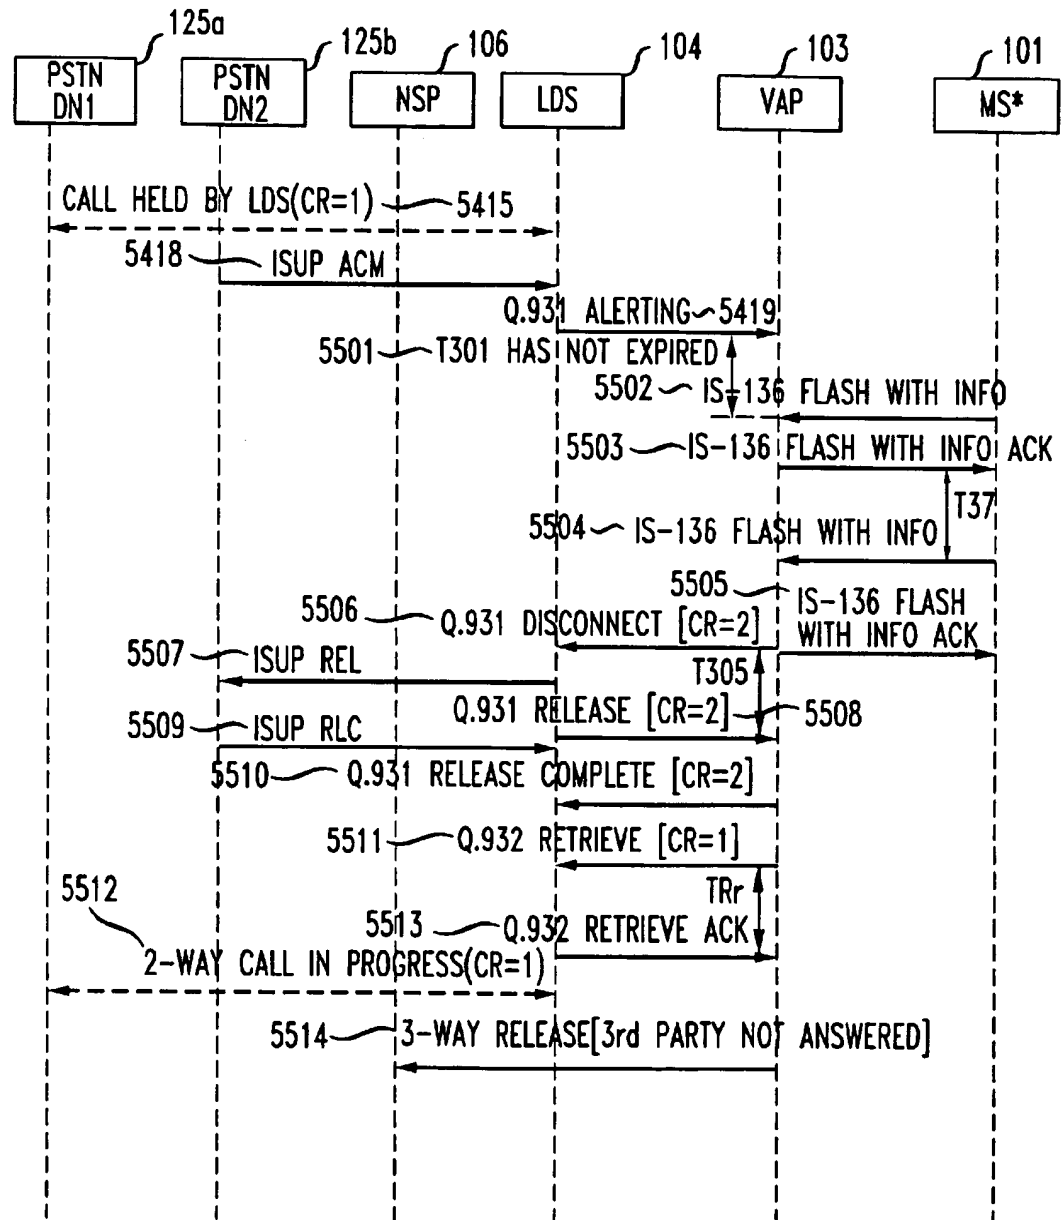 125a
125b
106
104
103
101
PSTN
DN1
PSTN
DN2
NSP
LDS
VAP
MS*
CALL HELD BY LDS(CR=1)
5415
5418
ISUP ACM
Q.931 ALERTING
5419
5501
T301 HAS NOT EXPIRED
5502
IS-136 FLASH WITH INFO
5503
IS-136 FLASH WITH INFO ACK
T37
5504
IS-136 FLASH WITH INFO
5505
IS-136 FLASH
WITH INFO ACK
5506
Q.931 DISCONNECT [CR=2]
5507
ISUP REL
T305
Q.931 RELEASE [CR=2]
5508
5509
ISUP RLC
5510
Q.931 RELEASE COMPLETE [CR=2]
5511
Q.932 RETRIEVE [CR=1]
TRr
5512
5513
Q.932 RETRIEVE ACK
2-WAY CALL IN PROGRESS(CR=1)
5514
3-WAY RELEASE[3rd PARTY NOT ANSWERED]